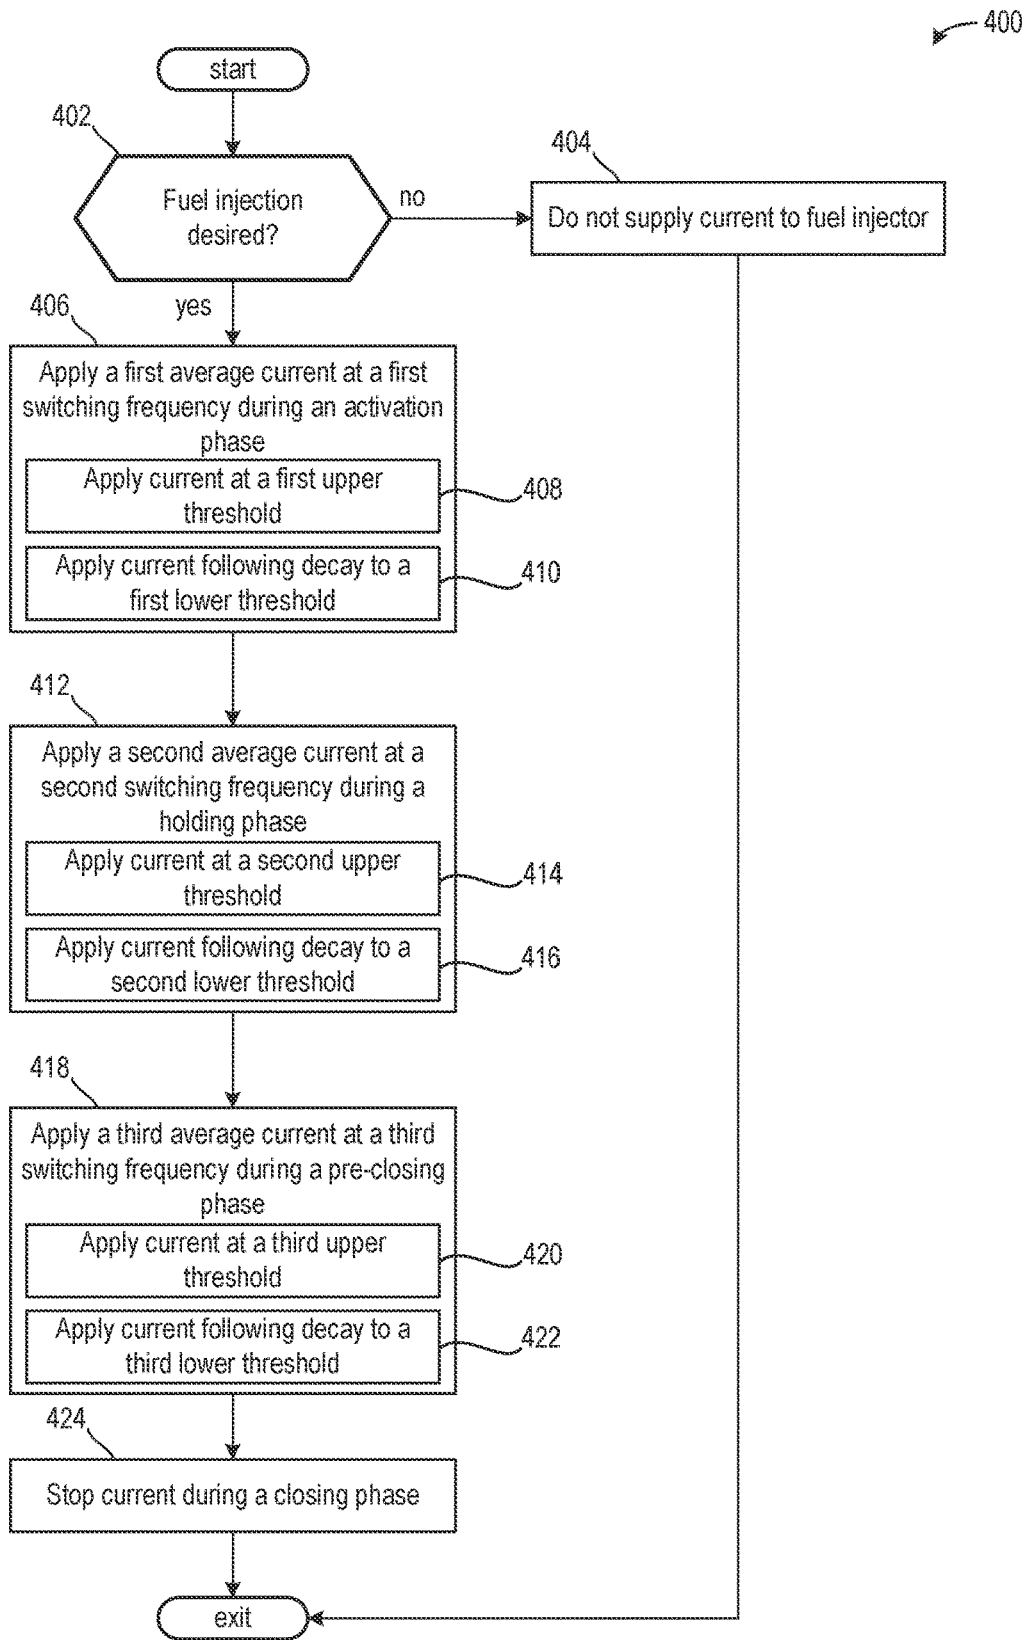 400
start
402
Fuel injection
desired?
no
404
Do not supply current to fuel injector
yes
406
Apply a first average current at a first
switching frequency during an activation
phase
Apply current at a first upper
threshold
408
Apply current following decay to a
first lower threshold
410
412
Apply a second average current at a
second switching frequency during a
holding phase
Apply current at a second upper
threshold
414
Apply current following decay to a
second lower threshold
416
418
Apply a third average current at a third
switching frequency during a pre-closing
phase
Apply current at a third upper
threshold
420
Apply current following decay to a
third lower threshold
422
424
Stop current during a closing phase
exit